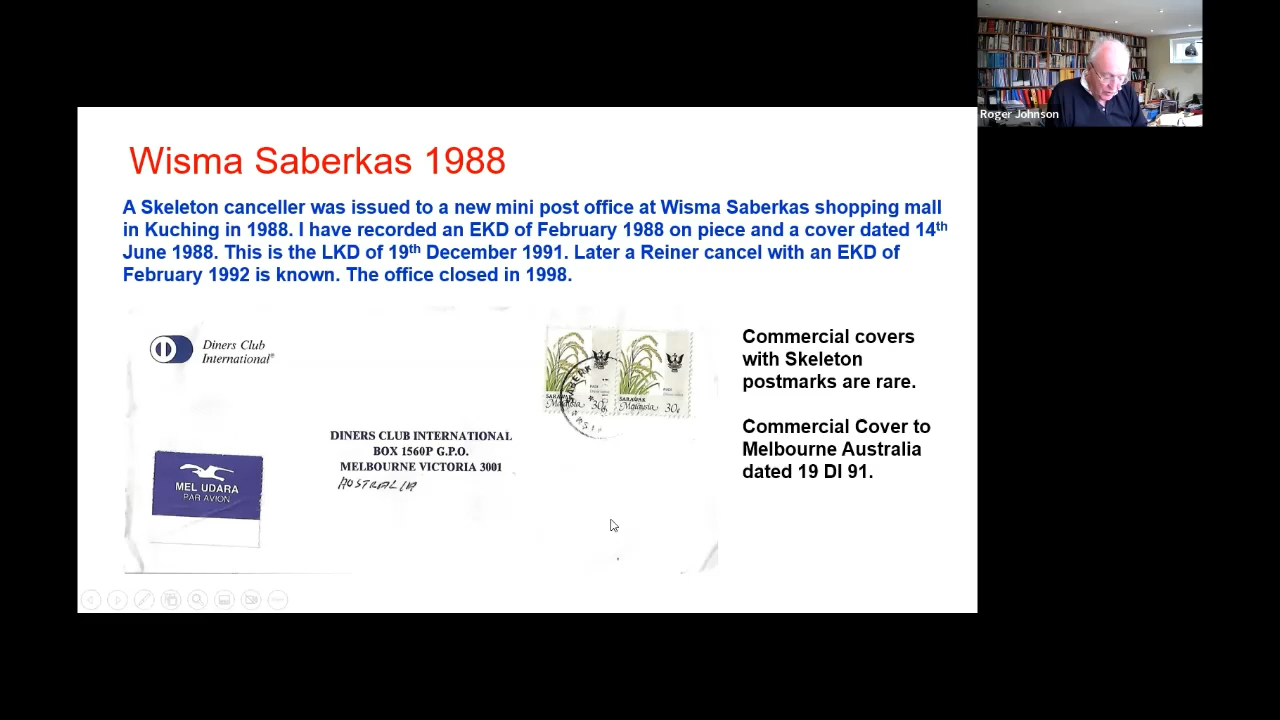 Roger Johnson
Wisma Saberkas 1988
A Skeleton canceller was issued to a new mini post office at Wisma Saberkas shopping mall
in Kuching in 1988. I have recorded an EKD of February 1988 on piece and a cover dated 14th
June 1988. This is the LKD of 19th December 1991. Later a Reiner cancel with an EKD of
February 1992 is known. The office closed in 1998.
Diners Club
International®
SARAWAK
Malaysia 30¢
SARAWAK
Malaysia 30¢
DINERS CLUB INTERNATIONAL
BOX 1560P G.P.O.
MELBOURNE VICTORIA 3001
AUSTRALIA
MEL UDARA
PAR AVION
Commercial covers
with Skeleton
postmarks are rare.
Commercial Cover to
Melbourne Australia
dated 19 DI 91.